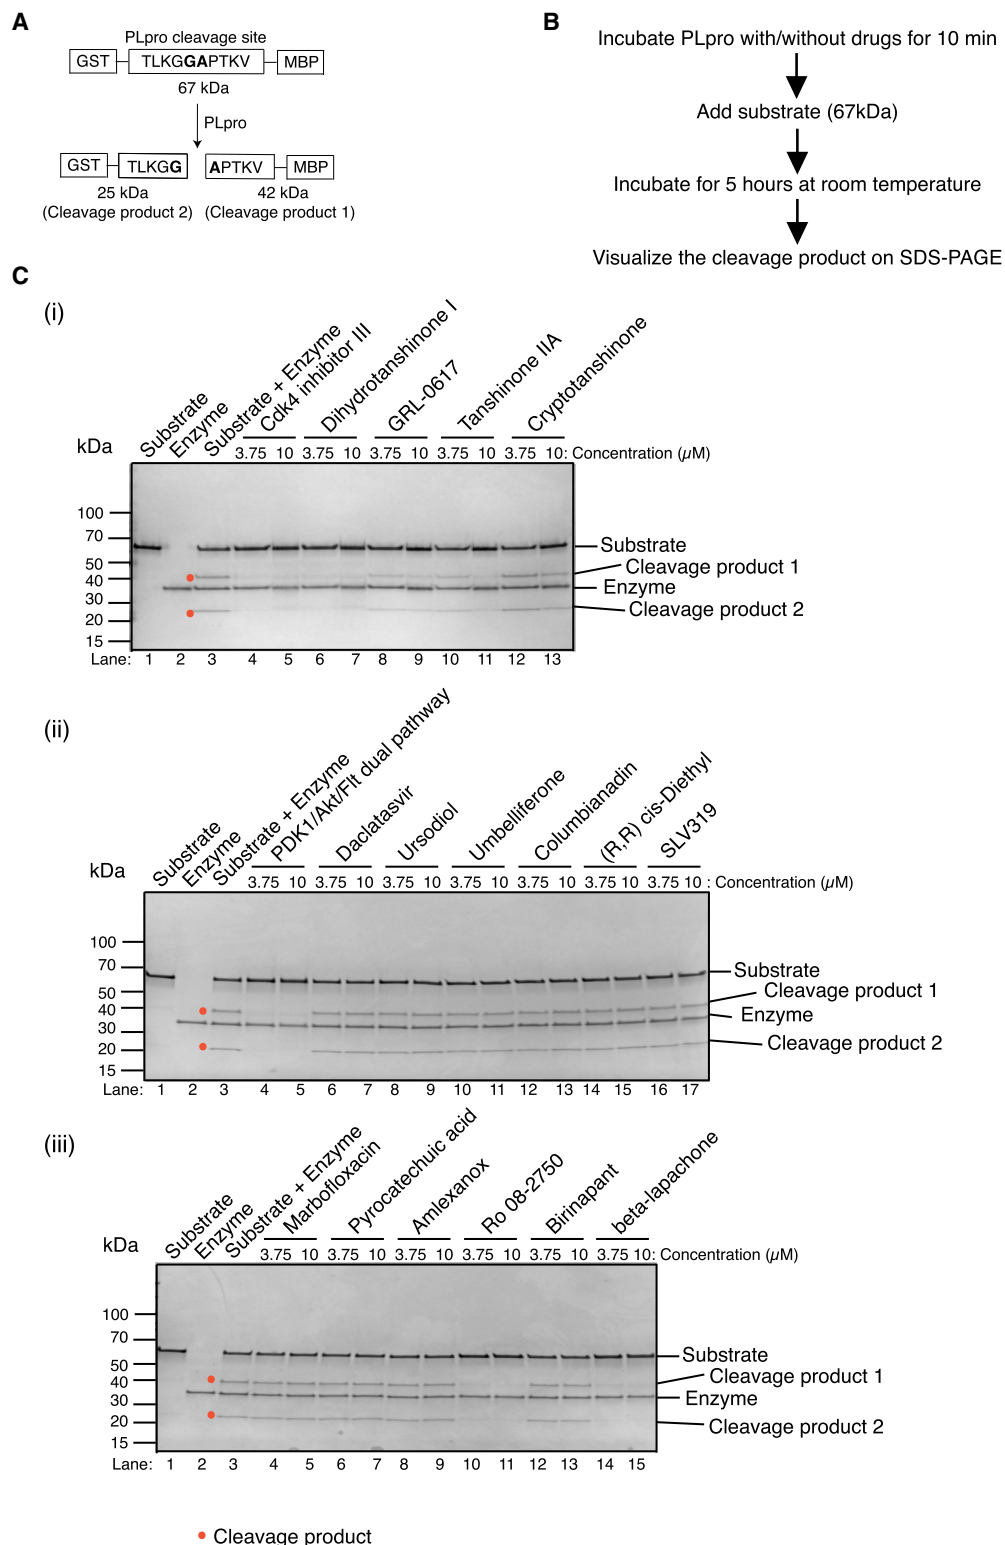 A
PLpro cleavage site
GST TLKGGAPTKV MBP
67 kDa
PLpro
GST TLKGG APTKV MBP
25 kDa 42 kDa
(Cleavage product 2) (Cleavage product 1)
B
Incubate PLpro with/without drugs for 10 min
Add substrate (67kDa)
Incubate for 5 hours at room temperature
Visualize the cleavage product on SDS-PAGE
C
(i)
Substrate
Enzyme
Substrate + Enzyme
Cdk4 inhibitor III
Dihydrotanshinone I
GRL-0617
Tanshinone IIA
Cryptotanshinone
kDa
3.75 10 3.75 10 3.75 10 3.75 10 3.75 10 : Concentration (µM)
100
70
50
40
30
20
15
Substrate
Cleavage product 1
Enzyme
Cleavage product 2
Lane: 1 2 3 4 5 6 7 8 9 10 11 12 13
(ii)
Substrate
Enzyme
Substrate + Enzyme
PDK1/Akt/Flt dual pathway
Daclatasvir
Ursodiol
Umbelliferone
Columbianadin
(R,R) cis-Diethyl
SLV319
kDa
3.75 10 3.75 10 3.75 10 3.75 10 3.75 10 3.75 10 3.75 10 : Concentration (µM)
100
70
50
40
30
20
15
Substrate
Cleavage product 1
Enzyme
Cleavage product 2
Lane: 1 2 3 4 5 6 7 8 9 10 11 12 13 14 15 16 17
(iii)
Substrate
Enzyme
Substrate + Enzyme
Marbofloxacin
Pyrocatechuic acid
Amlexanox
Ro 08-2750
Birinapant
beta-lapachone
kDa
3.75 10 3.75 10 3.75 10 3.75 10 3.75 10 3.75 10 : Concentration (µM)
100
70
50
40
30
20
15
Substrate
Cleavage product 1
Enzyme
Cleavage product 2
Lane: 1 2 3 4 5 6 7 8 9 10 11 12 13 14 15
Cleavage product